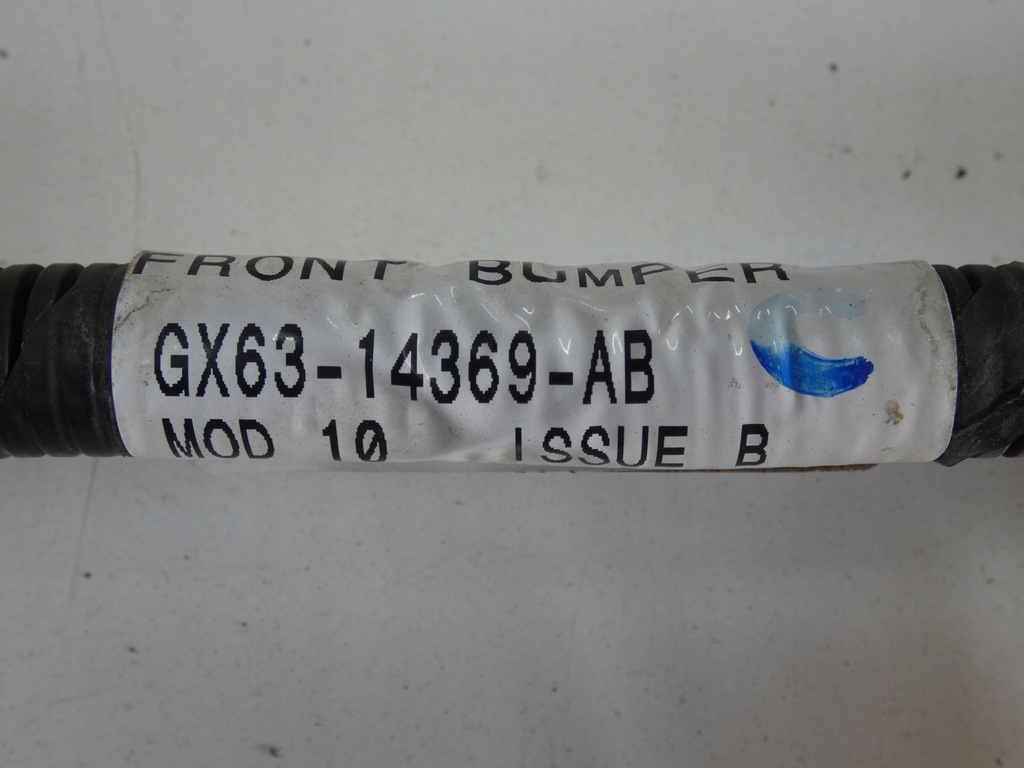 FRONT BUMPER
GX63-14369-AB
MOD 10 ISSUE B